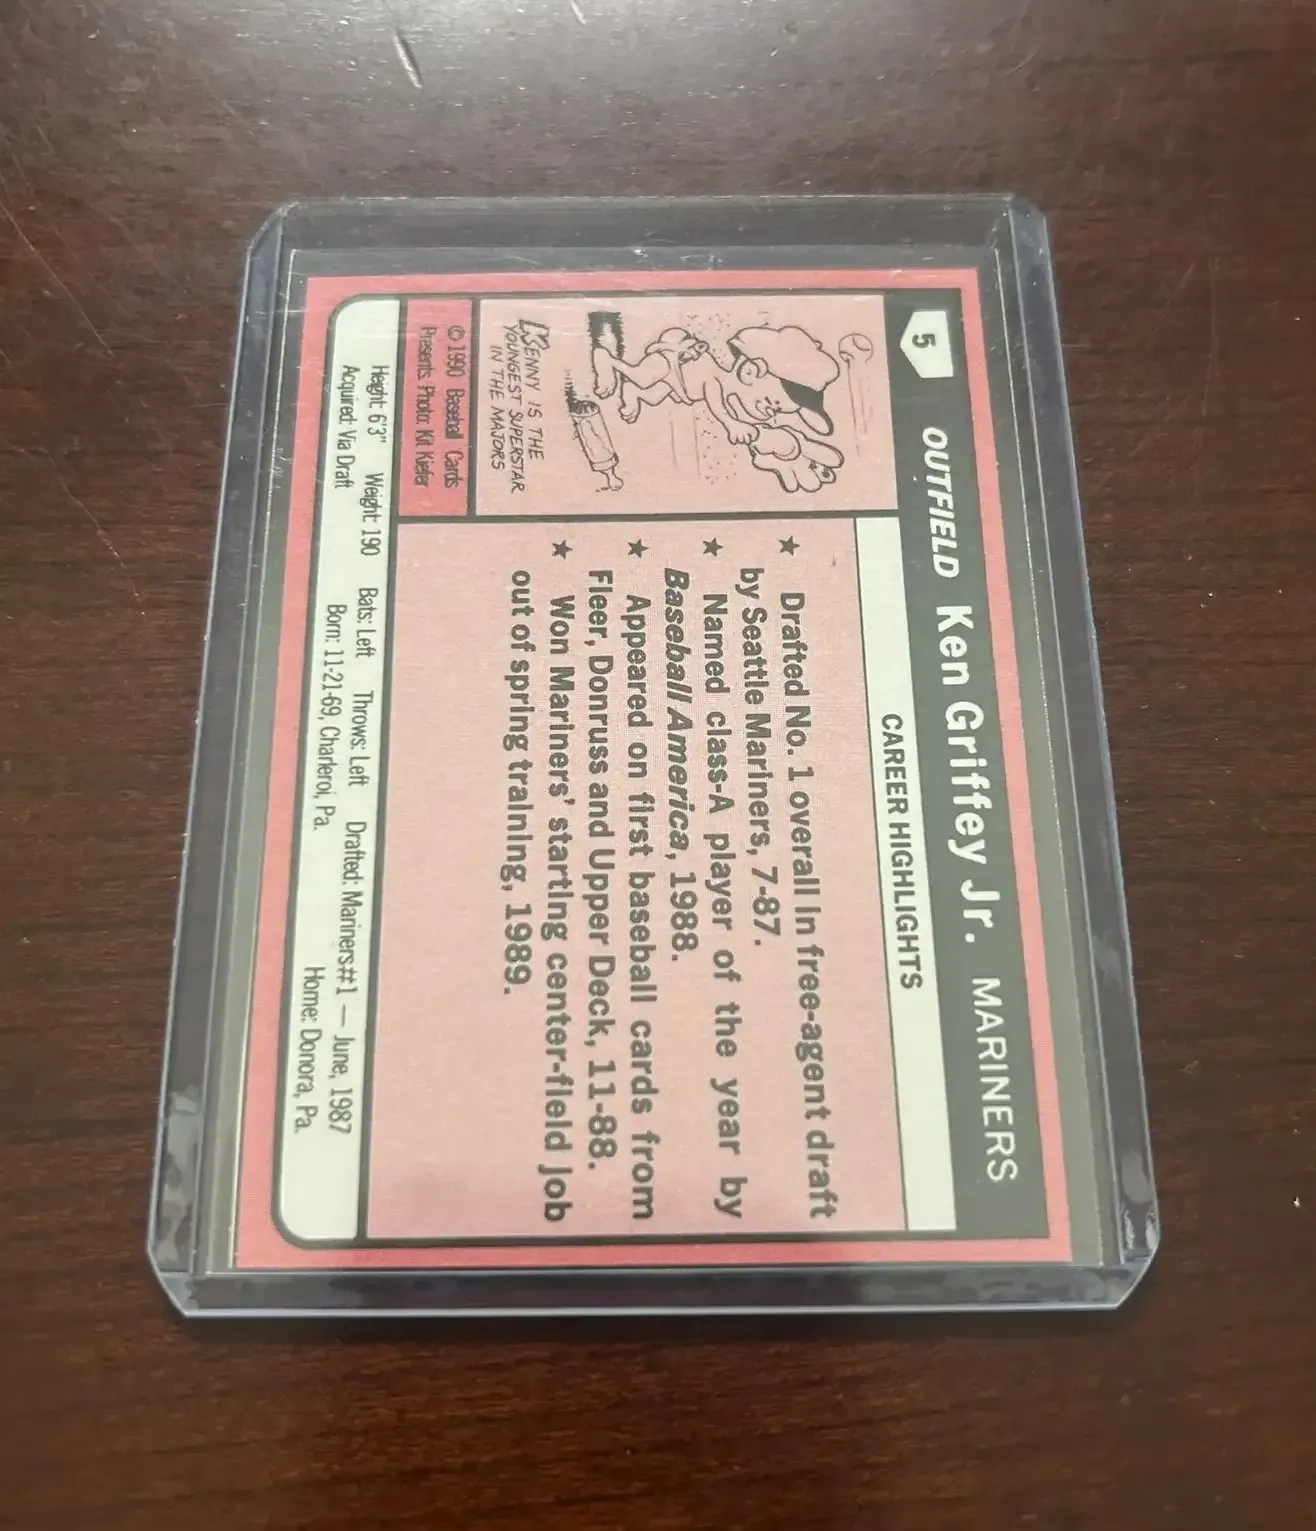 5 OUTFIELD Ken Griffey Jr. MARINERS
CAREER HIGHLIGHTS
★ Drafted No. 1 overall in free-agent draft
by Seattle Mariners, 7-87.
★ Named class-A player of the year by
Baseball America, 1988.
★ Appeared on first baseball cards from
Fleer, Donruss and Upper Deck, 11-88.
★ Won Mariners' starting center-field job
out of spring training, 1989.
KENNY IS THE
YOUNGEST SUPERSTAR
IN THE MAJORS
© 1990 Baseball Cards
Presents. Photo: Kit Kiefer
Height: 6'3" Weight: 190 Bats: Left Throws: Left Drafted: Mariners#1 — June, 1987
Acquired: Via Draft Born: 11-21-69, Charleroi, Pa. Home: Donora, Pa.